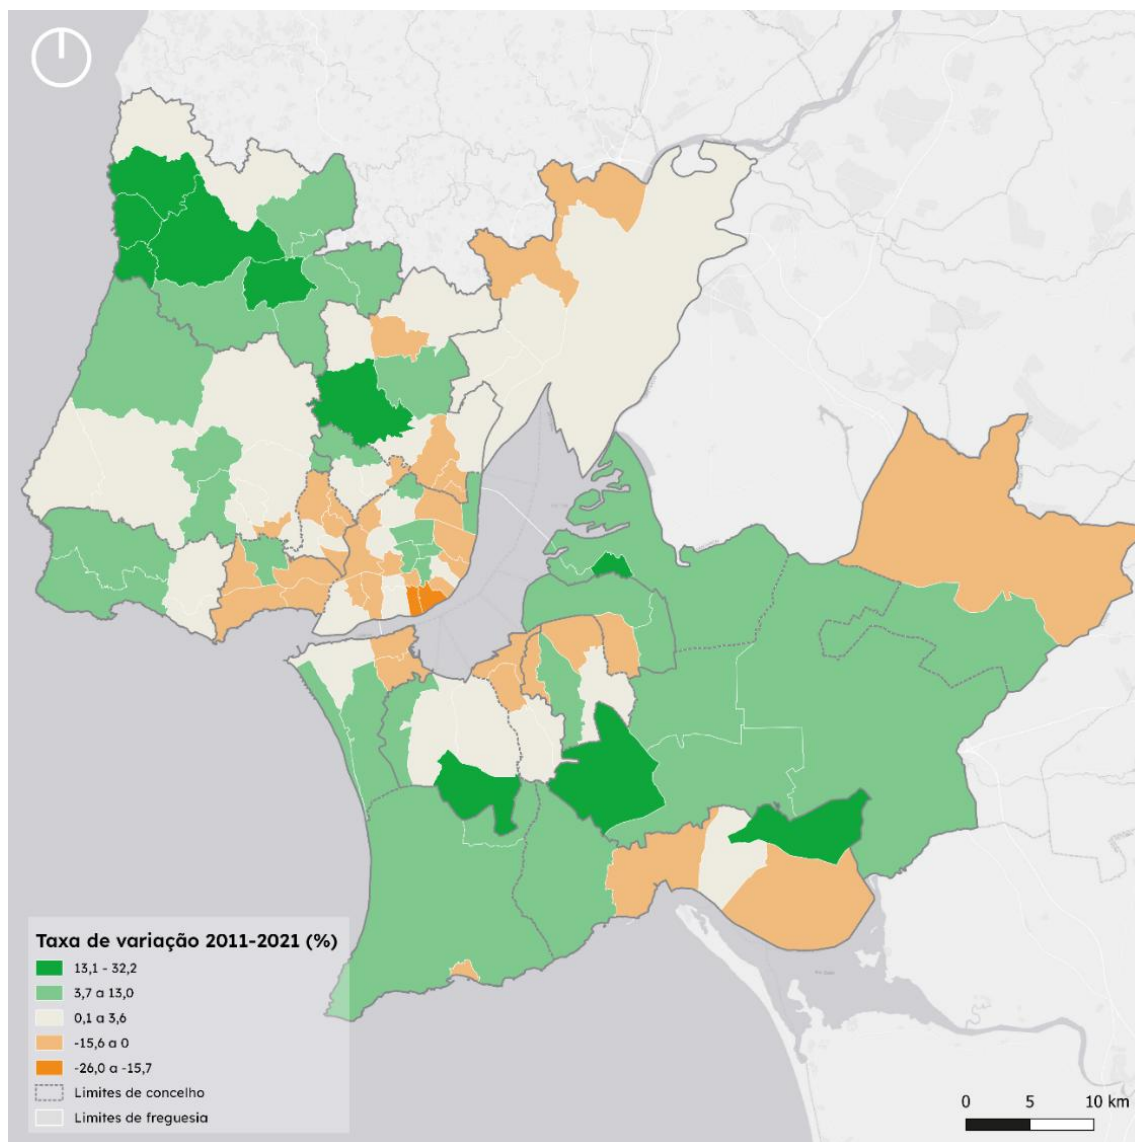 Taxa de variação 2011-2021 (%)
13,1 - 32,2
3,7 a 13,0
0,1 a 3,6
-15,6 a 0
-26,0 a -15,7
Limites de concelho
Limites de freguesia
0 5 10 km